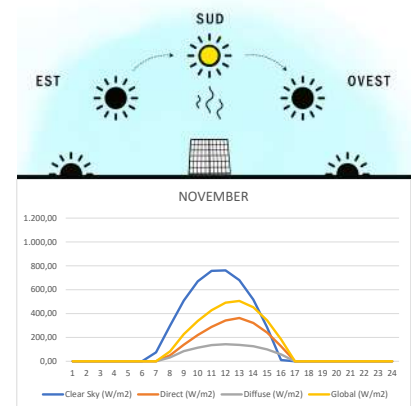 SUD
EST OVEST
NOVEMBER
1.200,00
1.000,00
800,00
600,00
400,00
200,00
0,00
1 2 3 4 5 6 7 8 9 10 11 12 13 14 15 16 17 18 19 20 21 22 23 24
Clear Sky (W/m2) Direct (W/m2) Diffuse (W/m2) Global (W/m2)